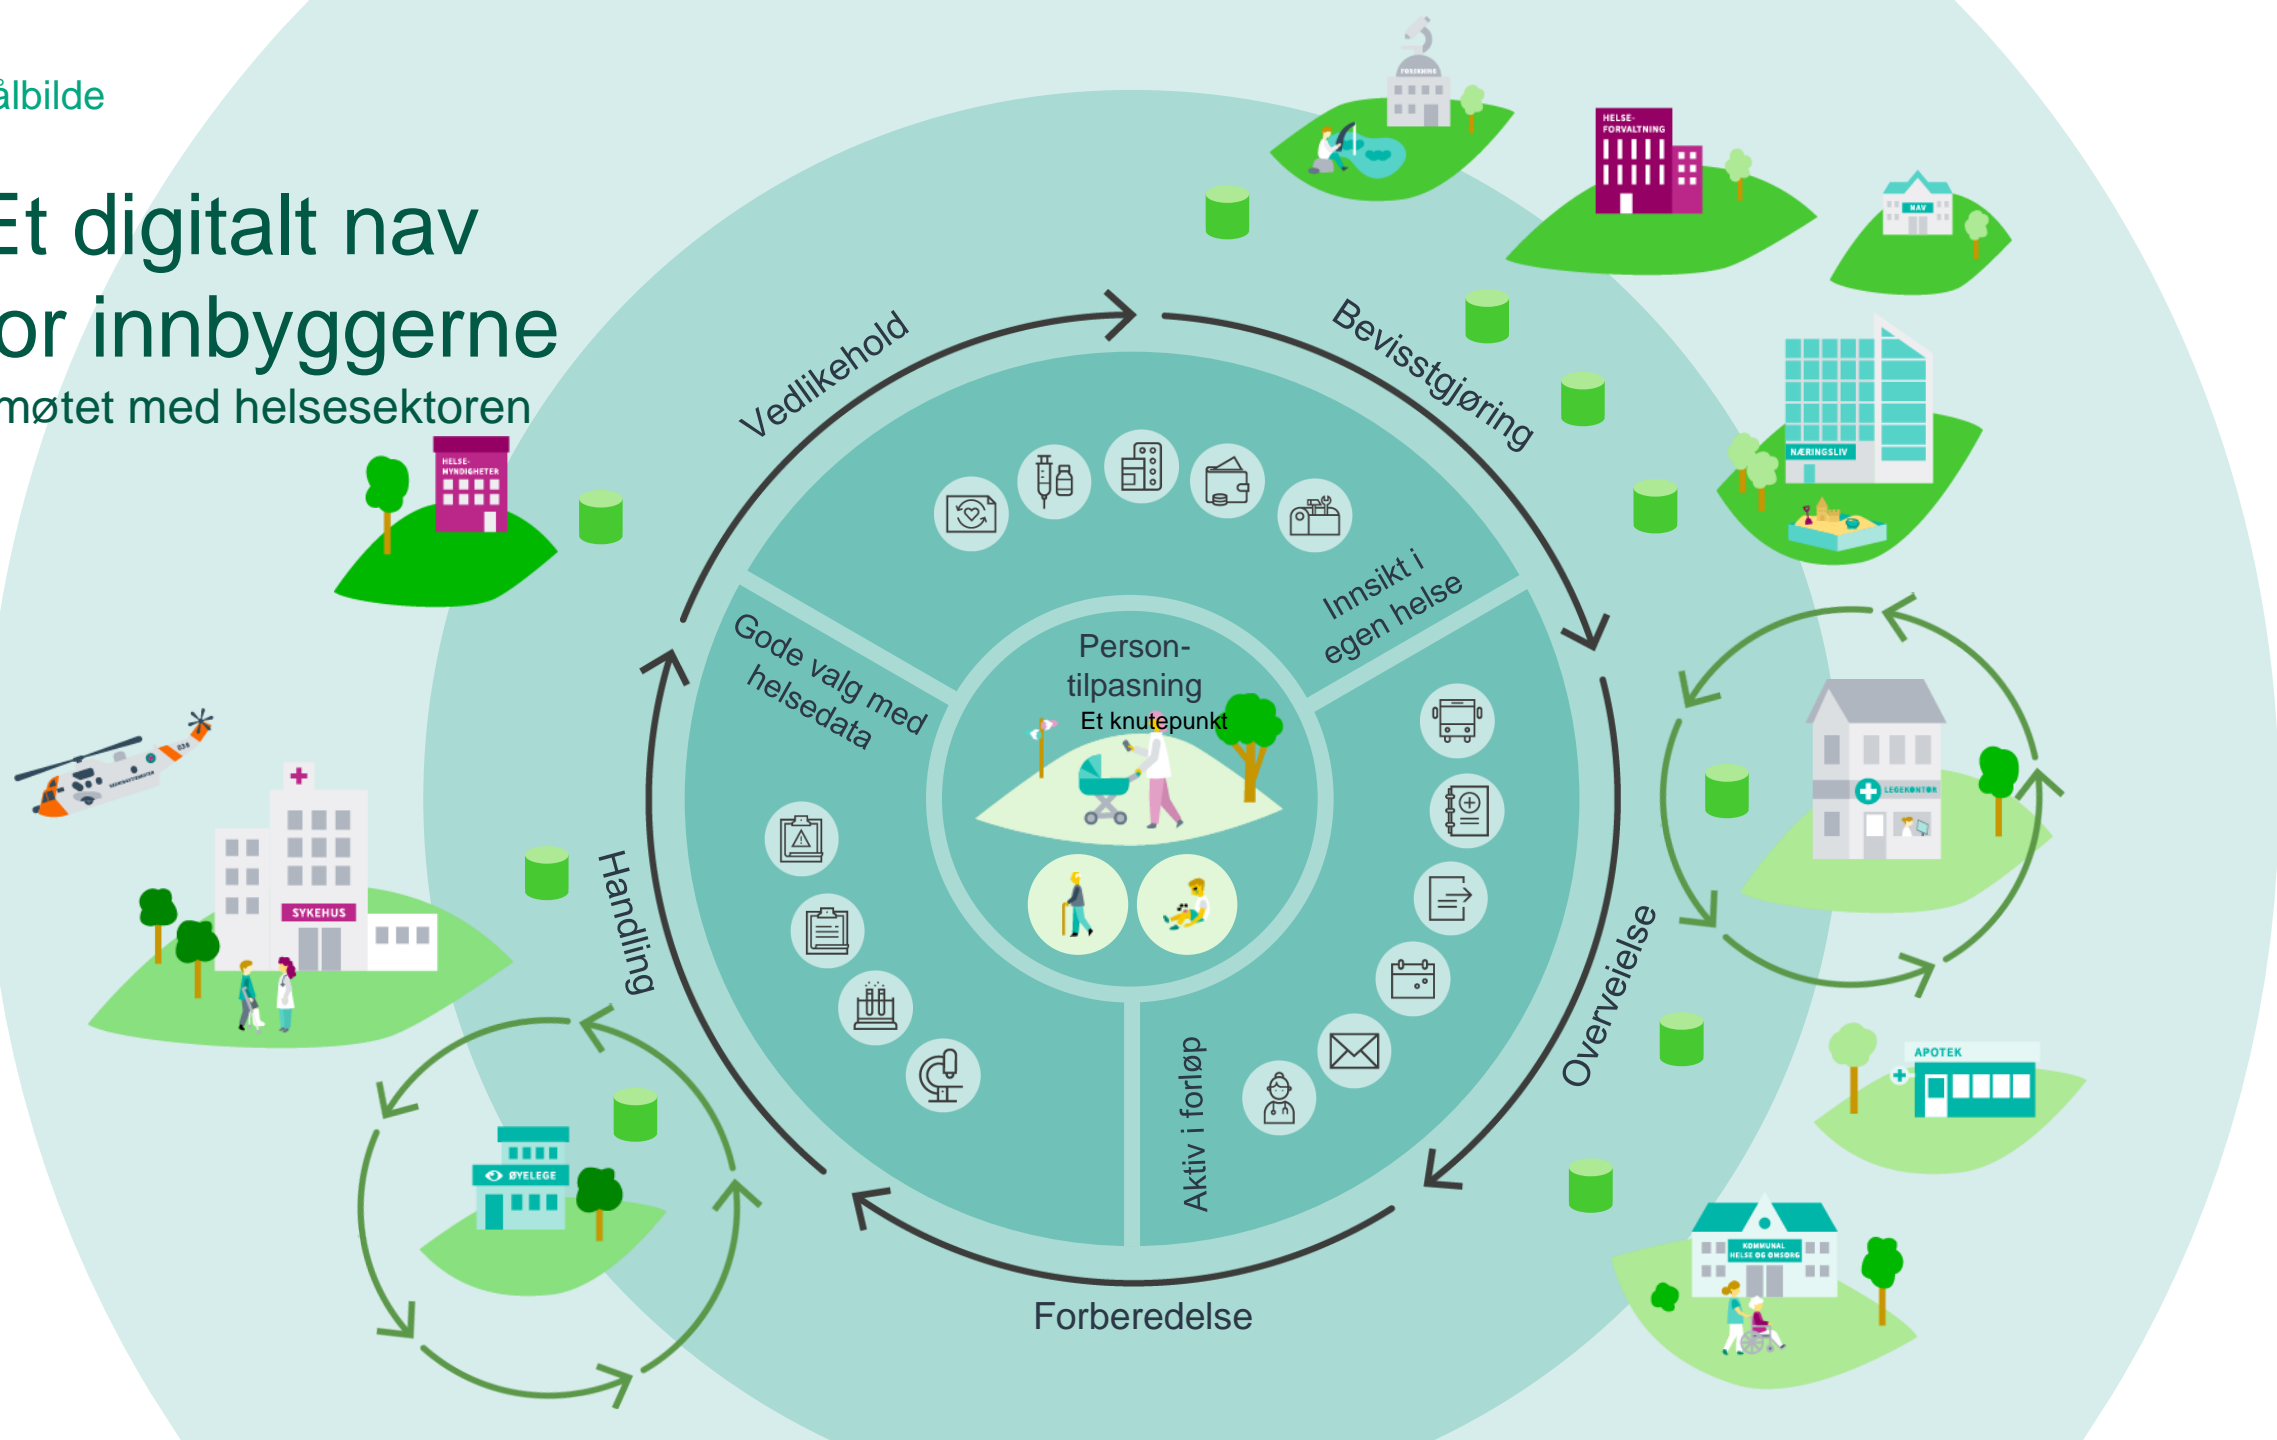 ålbilde
Et digitalt nav
or innbyggerne
møtet med helsesektoren
FORSKNING
HELSE-
FORVALTNING
NAV
NÆRINGSLIV
HELSE-
MYNDIGHETER
Vedlikehold
Bevisstgjøring
Innsikt i
egen helse
Gode valg med
helsedata
Person-
tilpasning
Et knutepunkt
LEGEKONTOR
SYKEHUS
Handling
Overveielse
Aktiv i forløp
APOTEK
ØYELEGE
KOMMUNAL
HELSE OG OMSORG
Forberedelse